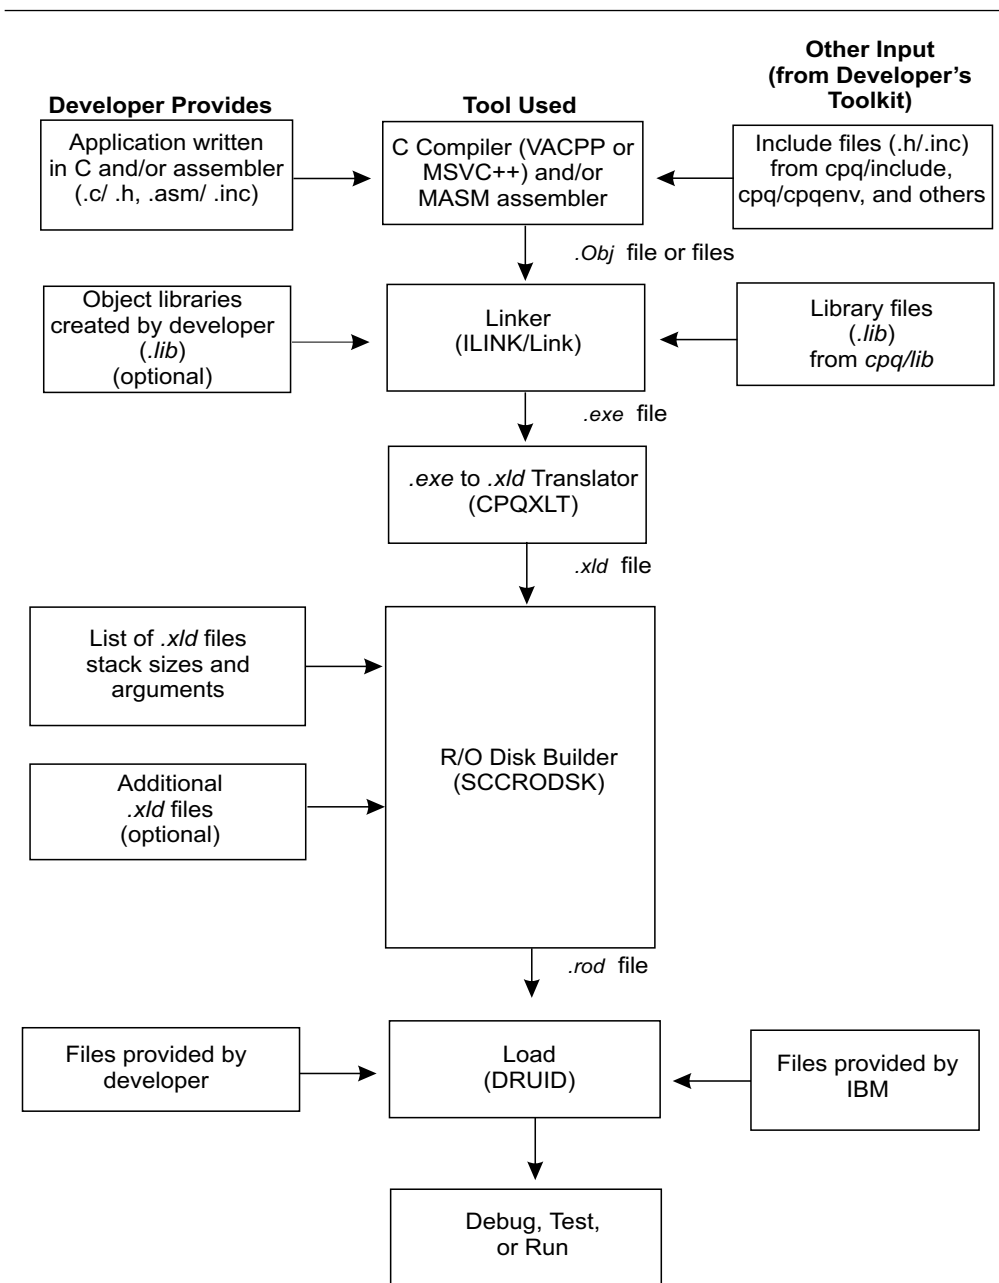 Other Input
(from Developer's
Toolkit)
Developer Provides
Tool Used
Application written
in C and/or assembler
(.c/ .h, .asm/ .inc)
C Compiler (VACPP or
MSVC++) and/or
MASM assembler
Include files (.h/.inc)
from cpq/include,
cpq/cpqenv, and others
.Obj file or files
Object libraries
created by developer
(.lib)
(optional)
Linker
(ILINK/Link)
Library files
(.lib)
from cpq/lib
.exe file
.exe to .xld Translator
(CPQXLT)
.xld file
List of .xld files
stack sizes and
arguments
R/O Disk Builder
(SCCRODSK)
Additional
.xld files
(optional)
.rod file
Files provided by
developer
Load
(DRUID)
Files provided by
IBM
Debug, Test,
or Run